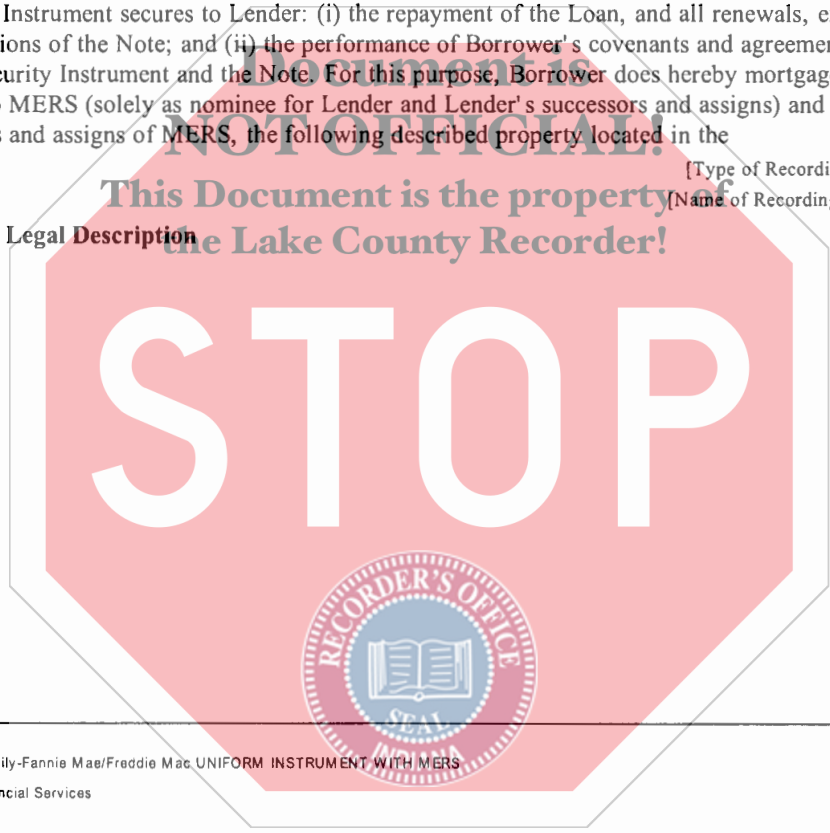 Instrument secures to Lender: (i) the repayment of the Loan, and all renewals, e
ions of the Note; and (ii) the performance of Borrower's covenants and agreemen
curity Instrument and the Note. For this purpose, Borrower does hereby mortgag
MERS (solely as nominee for Lender and Lender's successors and assigns) and
s and assigns of MERS, the following described property located in the
Document is
NOT OFFICIAL!
This Document is the property of
the Lake County Recorder!
[Type of Recordi
[Name of Recording
Legal Description
STOP
RECORDER'S OFFICE
SEAL
INDIANA
ily-Fannie Mae/Freddie Mac UNIFORM INSTRUMENT WITH MERS
ncial Services